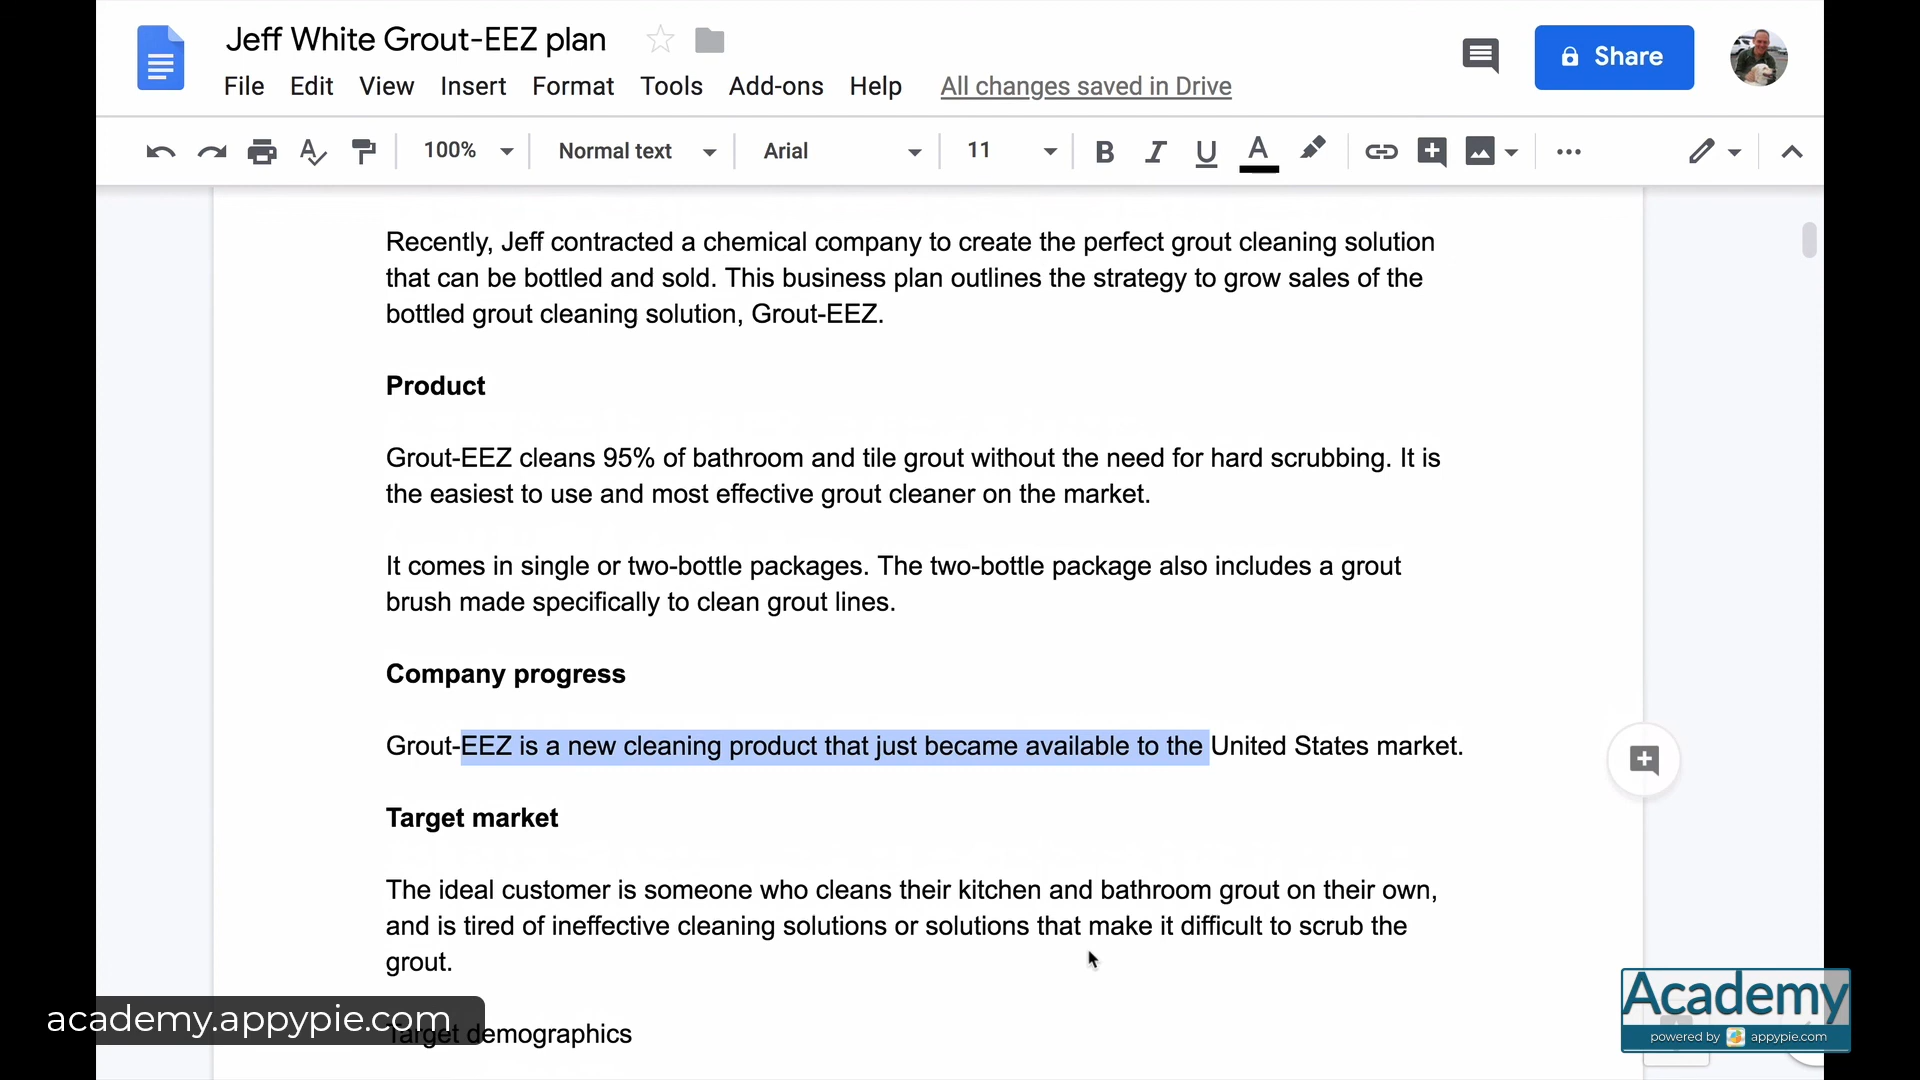 Jeff White Grout-EEZ plan
File Edit View Insert Format Tools Add-ons Help All changes saved in Drive
Share
100% Normal text Arial 11 B I U A
Recently, Jeff contracted a chemical company to create the perfect grout cleaning solution
that can be bottled and sold. This business plan outlines the strategy to grow sales of the
bottled grout cleaning solution, Grout-EEZ.
Product
Grout-EEZ cleans 95% of bathroom and tile grout without the need for hard scrubbing. It is
the easiest to use and most effective grout cleaner on the market.
It comes in single or two-bottle packages. The two-bottle package also includes a grout
brush made specifically to clean grout lines.
Company progress
Grout-EEZ is a new cleaning product that just became available to the United States market.
Target market
The ideal customer is someone who cleans their kitchen and bathroom grout on their own,
and is tired of ineffective cleaning solutions or solutions that make it difficult to scrub the
grout.
Target demographics
academy.appypie.com
Academy
powered by appypie.com